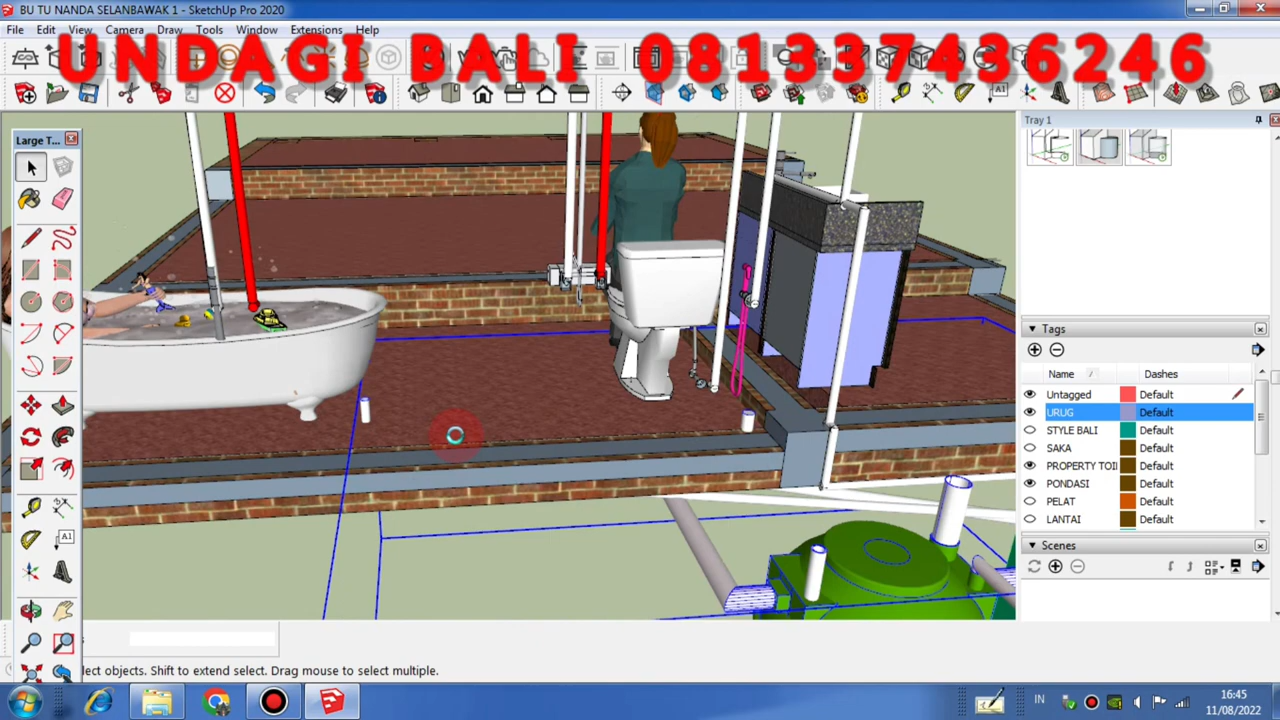 BU TU NANDA SELANBAWAK 1 - SketchUp Pro 2020
File Edit View Camera Draw Tools Window Extensions Help
UNDAGI BALI 081337436246
Large T...
Tray 1
A1
Tags
Name Dashes
Untagged Default
URUG Default
STYLE BALI Default
SAKA Default
PROPERTY TOI Default
PONDASI Default
PELAT Default
LANTAI Default
Scenes
A1
lect objects. Shift to extend select. Drag mouse to select multiple.
IN
16:45
11/08/2022